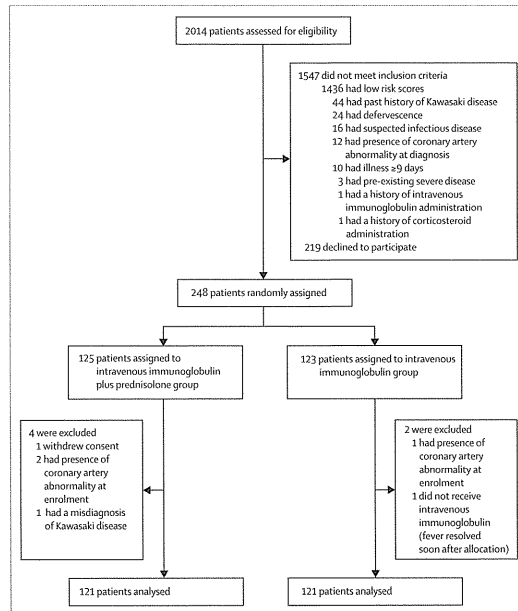 2014 patients assessed for eligibility
1547 did not meet inclusion criteria
1436 had low risk scores
44 had past history of Kawasaki disease
24 had defervescence
16 had suspected infectious disease
12 had presence of coronary artery
abnormality at diagnosis
10 had illness ≥9 days
3 had pre-existing severe disease
1 had a history of intravenous
immunoglobulin administration
1 had a history of corticosteroid
administration
219 declined to participate
248 patients randomly assigned
125 patients assigned to
intravenous immunoglobulin
plus prednisolone group
123 patients assigned to intravenous
immunoglobulin group
4 were excluded
1 withdrew consent
2 had presence of
coronary artery
abnormality at
enrolment
1 had a misdiagnosis
of Kawasaki disease
2 were excluded
1 had presence of
coronary artery
abnormality at
enrolment
1 did not receive
intravenous
immunoglobulin
(fever resolved
soon after allocation)
121 patients analysed
121 patients analysed